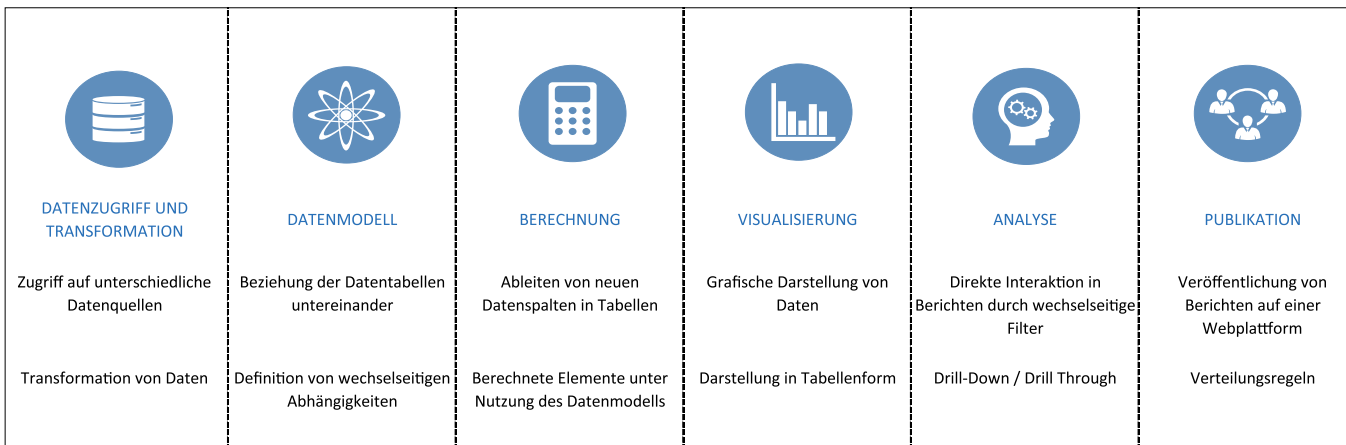 DATENZUGRIFF UND
TRANSFORMATION
Zugriff auf unterschiedliche
Datenquellen
Transformation von Daten
DATENMODELL
Beziehung der Datentabellen
untereinander
Definition von wechselseitigen
Abhängigkeiten
BERECHNUNG
Ableiten von neuen
Datenspalten in Tabellen
Berechnete Elemente unter
Nutzung des Datenmodells
VISUALISIERUNG
Grafische Darstellung von
Daten
Darstellung in Tabellenform
ANALYSE
Direkte Interaktion in
Berichten durch wechselseitige
Filter
Drill-Down / Drill Through
PUBLIKATION
Veröffentlichung von
Berichten auf einer
Webplattform
Verteilungsregeln